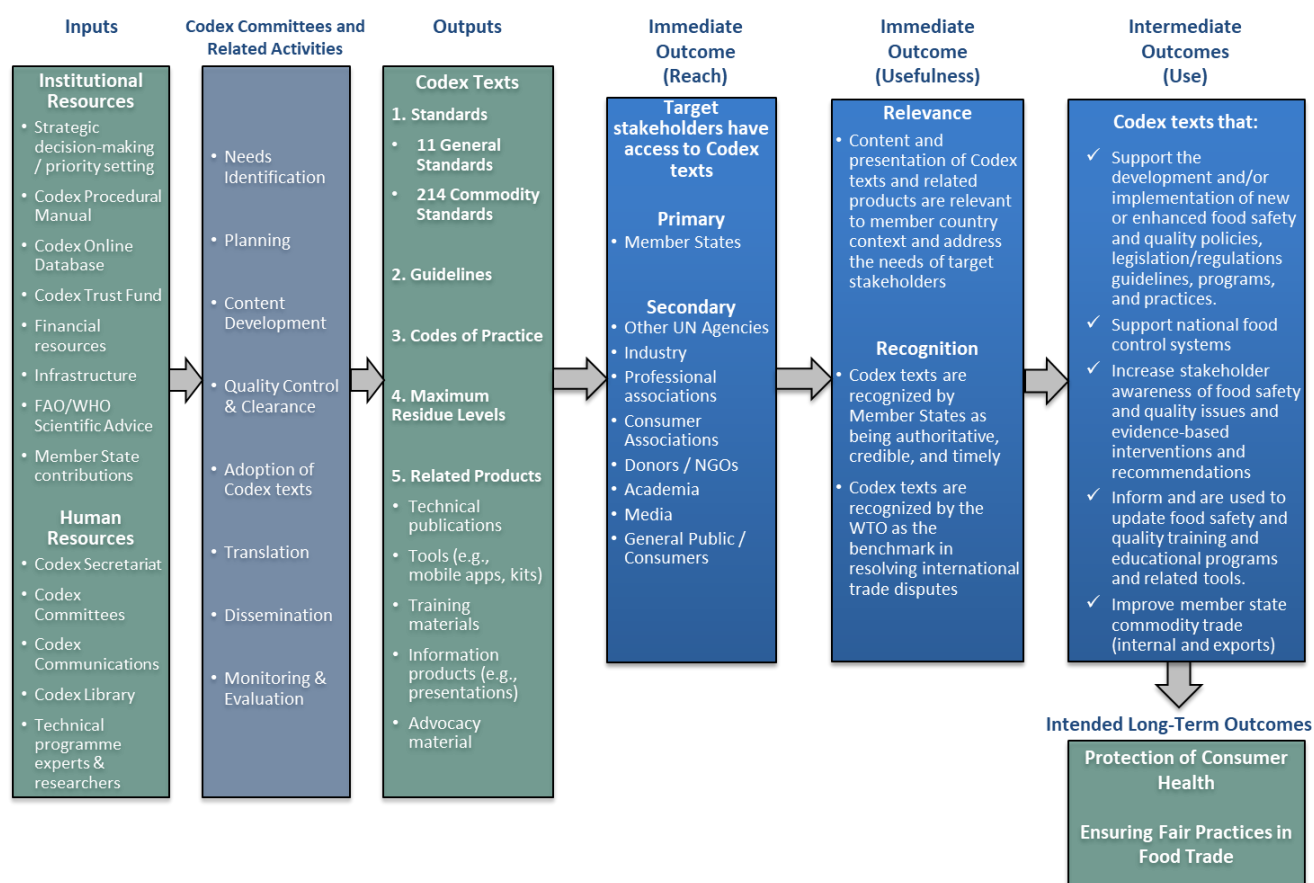 Inputs
Institutional
Resources
• Strategic
decision-making
/ priority setting
• Codex Procedural
Manual
• Codex Online
Database
• Codex Trust Fund
• Financial
resources
• Infrastructure
• FAO/WHO
Scientific Advice
• Member State
contributions
Human
Resources
• Codex Secretariat
• Codex
Committees
• Codex
Communications
• Codex Library
• Technical
programme
experts &
researchers
Codex Committees and
Related Activities
• Needs
Identification
• Planning
• Content
Development
• Quality Control
& Clearance
• Adoption of
Codex texts
• Translation
• Dissemination
• Monitoring &
Evaluation
Outputs
Codex Texts
1. Standards
• 11 General
Standards
• 214 Commodity
Standards
2. Guidelines
3. Codes of Practice
4. Maximum
Residue Levels
5. Related Products
• Technical
publications
• Tools (e.g.,
mobile apps, kits)
• Training
materials
• Information
products (e.g.,
presentations)
• Advocacy
material
Immediate
Outcome
(Reach)
Target
stakeholders have
access to Codex
texts
Primary
• Member States
Secondary
• Other UN Agencies
• Industry
• Professional
associations
• Consumer
Associations
• Donors / NGOs
• Academia
• Media
• General Public /
Consumers
Immediate
Outcome
(Usefulness)
Relevance
• Content and
presentation of Codex
texts and related
products are relevant
to member country
context and address
the needs of target
stakeholders
Recognition
• Codex texts are
recognized by
Member States as
being authoritative,
credible, and timely
• Codex texts are
recognized by the
WTO as the
benchmark in
resolving international
trade disputes
Intermediate
Outcomes
(Use)
Codex texts that:
✓ Support the
development and/or
implementation of new
or enhanced food safety
and quality policies,
legislation/regulations
guidelines, programs,
and practices.
✓ Support national food
control systems
✓ Increase stakeholder
awareness of food safety
and quality issues and
evidence-based
interventions and
recommendations
✓ Inform and are used to
update food safety and
quality training and
educational programs
and related tools.
✓ Improve member state
commodity trade
(internal and exports)
Intended Long-Term Outcomes
Protection of Consumer
Health
Ensuring Fair Practices in
Food Trade